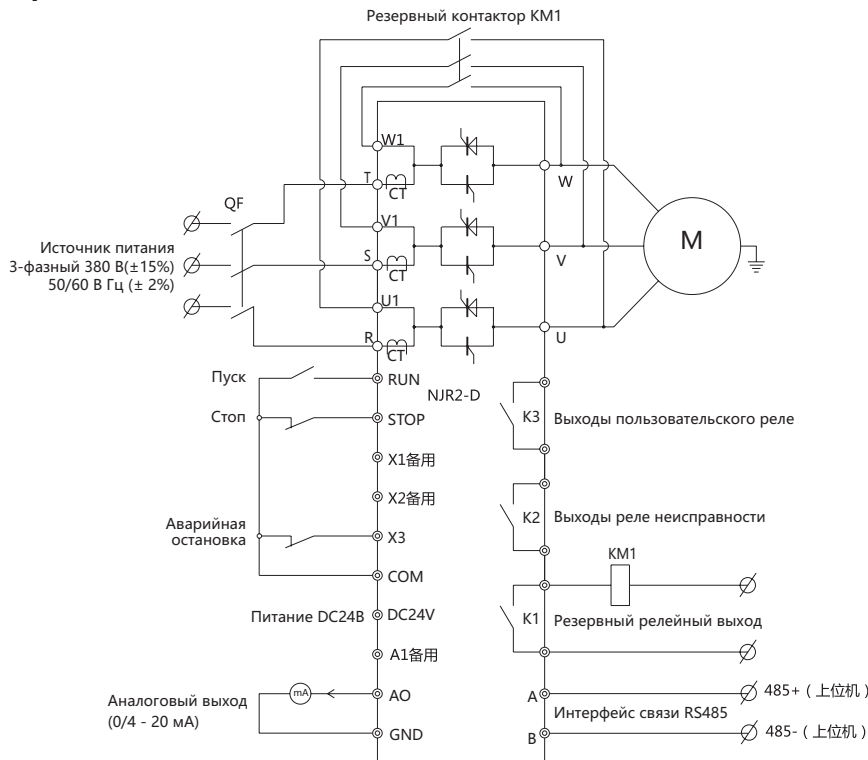 Резервный контактор KM1
W1
T
CT
W
QF
V1
S
CT
V
M
Источник питания
3-фазный 380 В(±15%)
50/60 В Гц (± 2%)
U1
R
CT
U
Пуск
RUN
NJR2-D
Стоп
STOP
K3
Выходы пользовательского реле
X1备用
X2备用
K2
Выходы реле неисправности
Аварийная
остановка
X3
KM1
COM
Питание DC24В
DC24V
K1
Резервный релейный выход
A1备用
Аналоговый выход
(0/4 - 20 мА)
mA
AO
A
485+（上位机）
Интерфейс связи RS485
GND
B
485-（上位机）